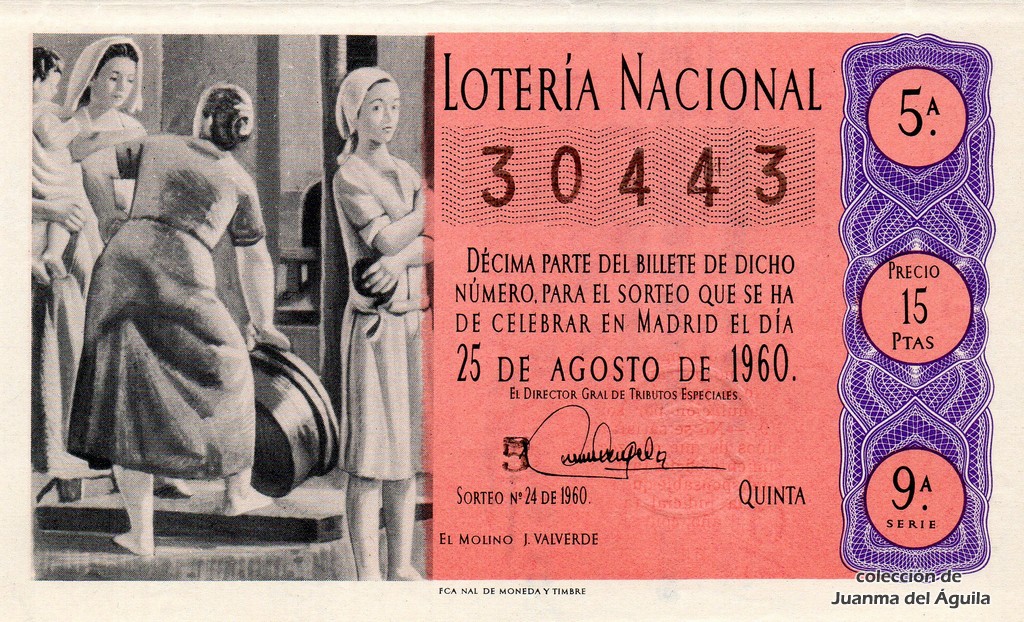 LOTERÍA NACIONAL
30443
DÉCIMA PARTE DEL BILLETE DE DICHO
NÚMERO, PARA EL SORTEO QUE SE HA
DE CELEBRAR EN MADRID EL DÍA
25 DE AGOSTO DE 1960.
EL DIRECTOR GRAL DE TRIBUTOS ESPECIALES.
5
SORTEO Nº 24 DE 1960.
QUINTA
EL MOLINO J. VALVERDE
FCA NAL DE MONEDA Y TIMBRE
5.ª
PRECIO
15
PTAS
9.ª
SERIE
colección de
Juanma del Águila